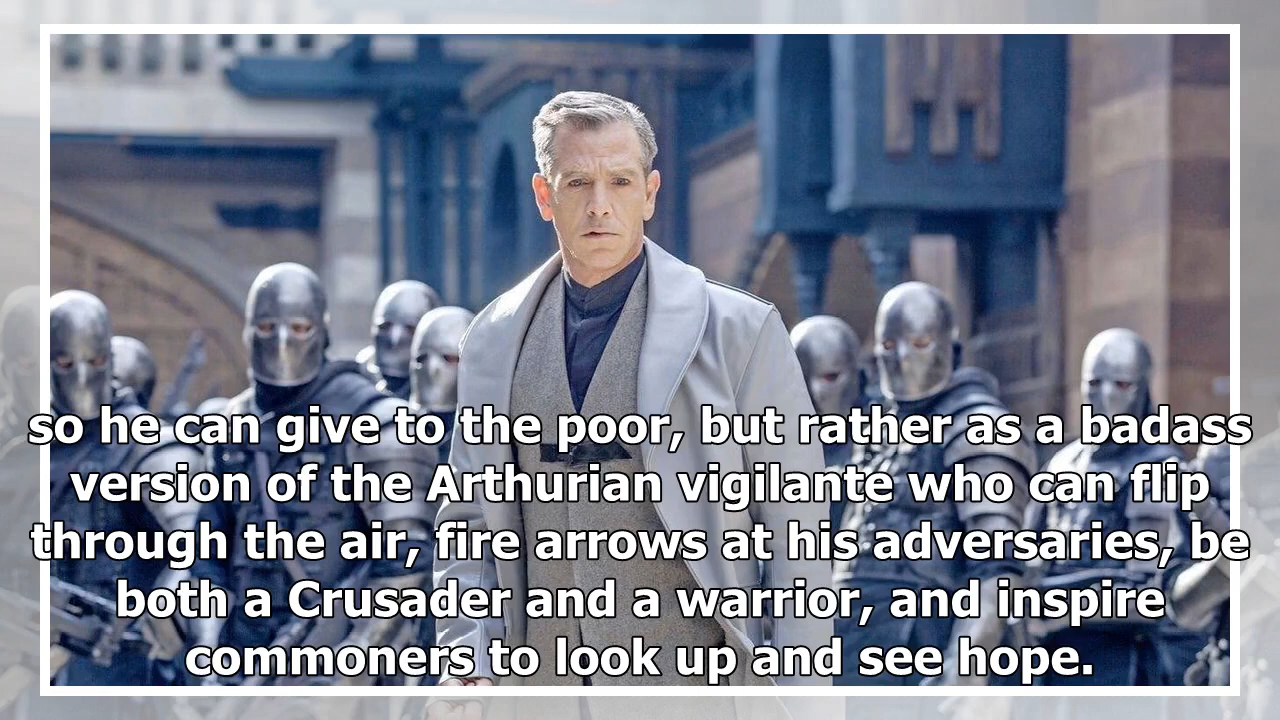 so he can give to the poor, but rather as a badass
version of the Arthurian vigilante who can flip
through the air, fire arrows at his adversaries, be
both a Crusader and a warrior, and inspire
commoners to look up and see hope.